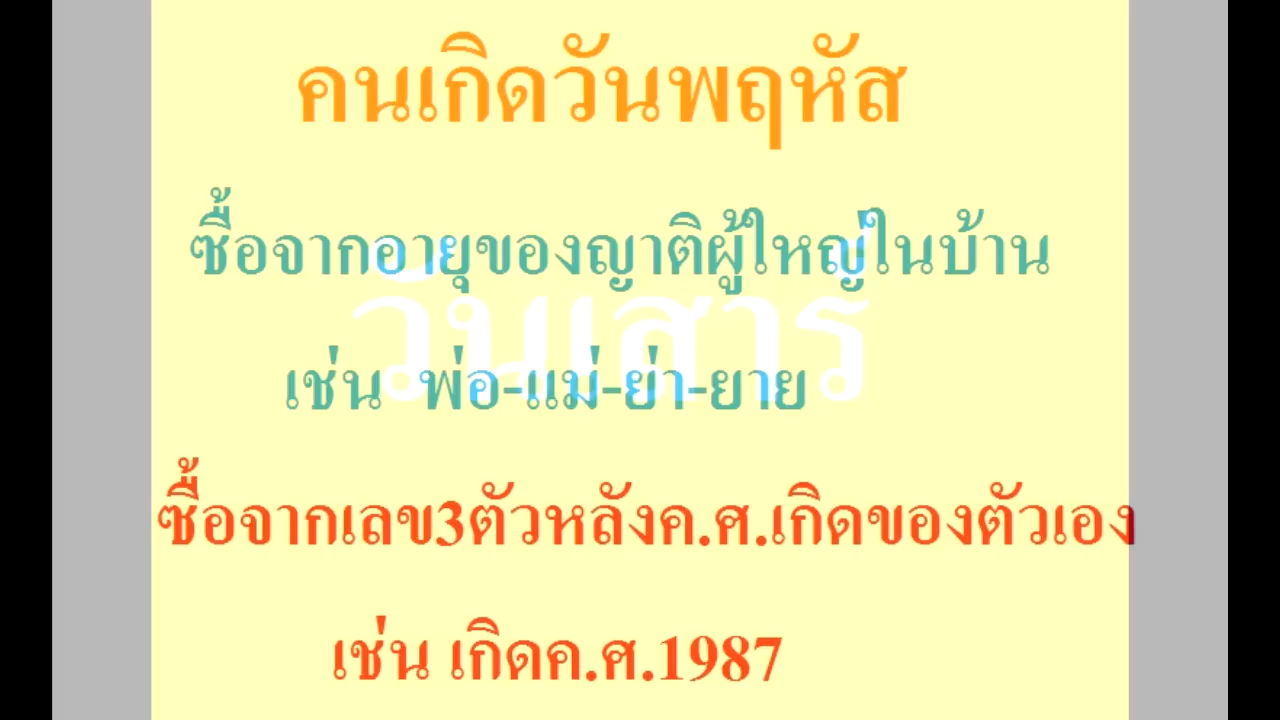 คนเกิดวันพฤหัส
ซื้อจากอายุของญาติผู้ใหญ่ในบ้าน
วันเสาร์
เช่น พ่อ-แม่-ย่า-ยาย
ซื้อจากเลข3ตัวหลังค.ศ.เกิดของตัวเอง
เช่น เกิดค.ศ.1987